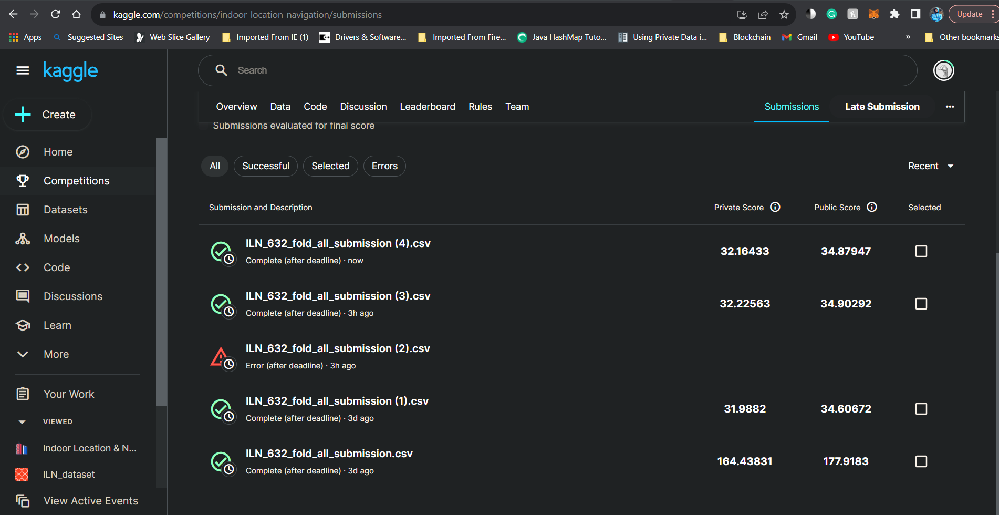 kaggle.com/competitions/indoor-location-navigation/submissions
Update
Apps
Suggested Sites
Web Slice Gallery
Imported From IE (1)
Drivers & Software...
Imported From Fire...
Java HashMap Tuto...
Using Private Data i...
Blockchain
Gmail
YouTube
»
Other bookmarks
kaggle
Search
Create
Home
Competitions
Datasets
Models
Code
Discussions
Learn
More
Your Work
VIEWED
Indoor Location & N...
ILN_dataset
View Active Events
Overview Data Code Discussion Leaderboard Rules Team Submissions Late Submission
Submissions evaluated for final score
All Successful Selected Errors Recent
Submission and Description Private Score Public Score Selected
ILN_632_fold_all_submission (4).csv
Complete (after deadline) · now
32.16433 34.87947
ILN_632_fold_all_submission (3).csv
Complete (after deadline) · 3h ago
32.22563 34.90292
ILN_632_fold_all_submission (2).csv
Error (after deadline) · 3h ago
ILN_632_fold_all_submission (1).csv
Complete (after deadline) · 3d ago
31.9882 34.60672
ILN_632_fold_all_submission.csv
Complete (after deadline) · 3d ago
164.43831 177.9183